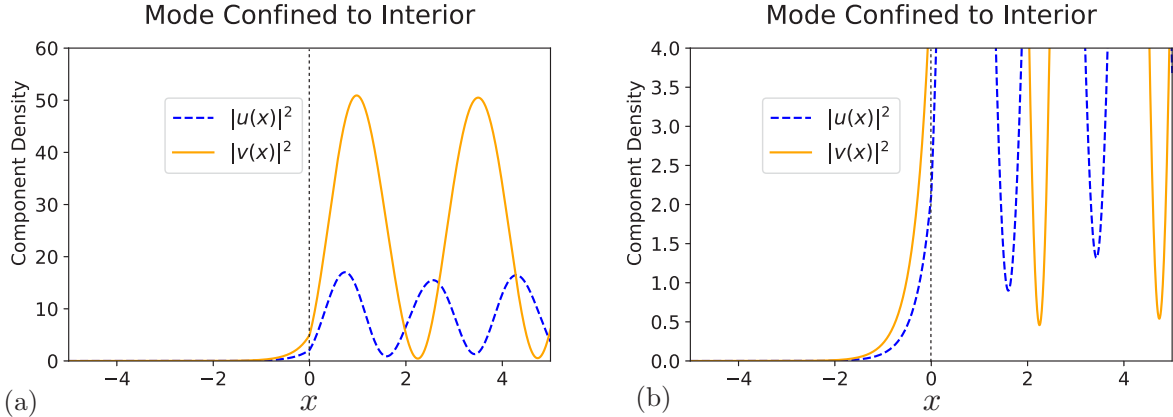 Mode Confined to Interior
Component Density
60
50
40
30
20
10
0
|u(x)|²
|v(x)|²
−4
−2
0
2
4
x
(a)
Mode Confined to Interior
Component Density
4.0
3.5
3.0
2.5
2.0
1.5
1.0
0.5
0.0
|u(x)|²
|v(x)|²
−4
−2
0
2
4
x
(b)